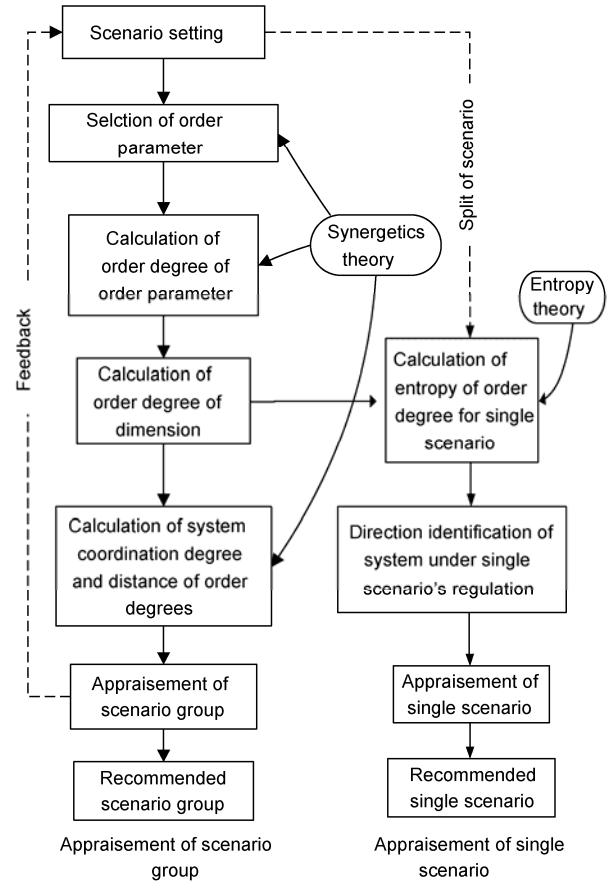 Scenario setting
Selction of order
parameter
Calculation of
order degree of
order parameter
Synergetics
theory
Split of scenario
Entropy
theory
Feedback
Calculation of
order degree of
dimension
Calculation of
entropy of order
degree for single
scenario
Calculation of system
coordination degree
and distance of order
degrees
Direction identification of
system under single
scenario's regulation
Appraisement of
scenario group
Appraisement of
single scenario
Recommended
scenario group
Recommended
single scenario
Appraisement of scenario
group
Appraisement of single
scenario